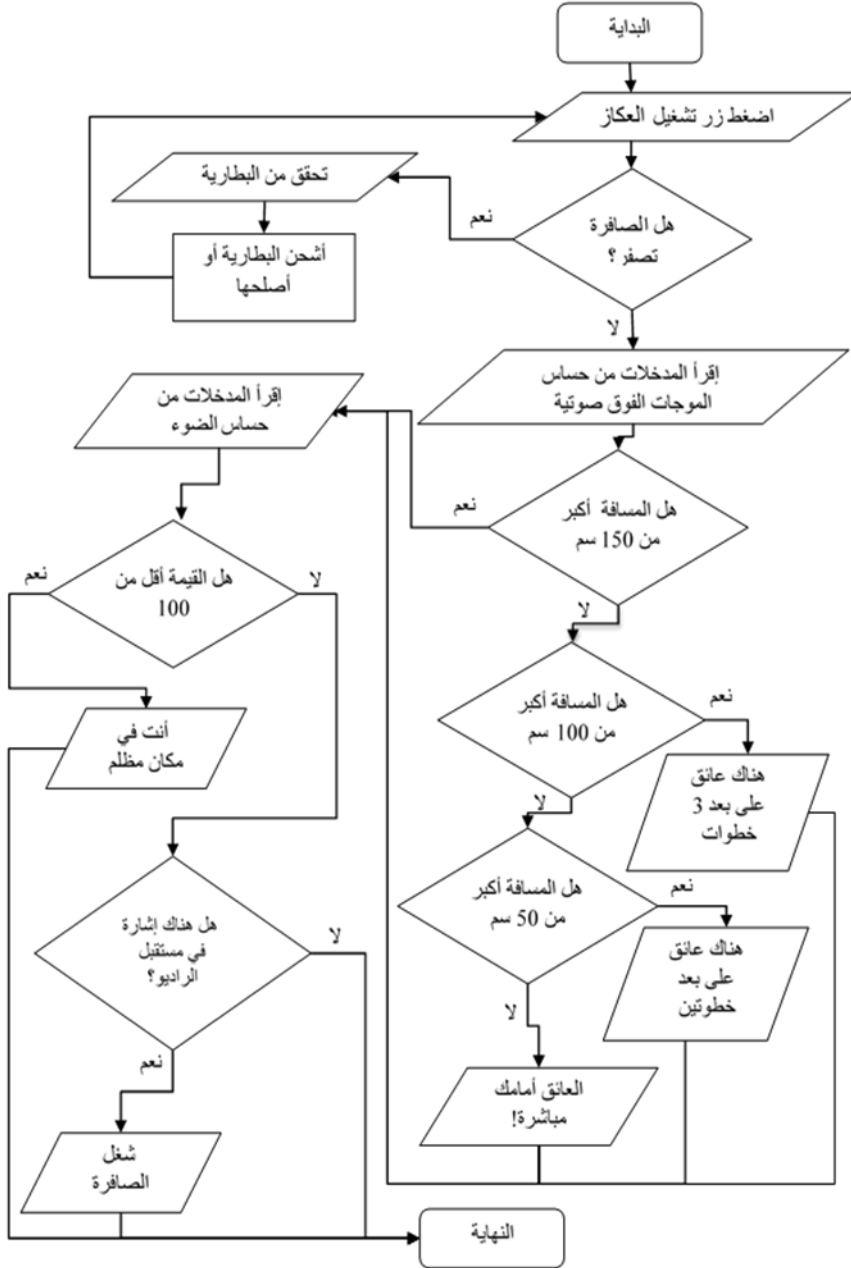 البداية
اضغط زر تشغيل العكاز
هل الصافرة
تصفر؟
نعم
تحقق من البطارية
أشحن البطارية أو
أصلحها
لا
إقرأ المدخلات من حساس
الموجات الفوق صوتية
هل المسافة أكبر
من 150 سم
نعم
إقرأ المدخلات من
حساس الضوء
لا
هل المسافة أكبر
من 100 سم
نعم
هناك عائق
على بعد 3
خطوات
لا
هل المسافة أكبر
من 50 سم
نعم
هناك عائق
على بعد
خطوتين
لا
العائق أمامك
مباشرة!
هل القيمة أقل من
100
نعم
أنت في
مكان مظلم
لا
هل هناك إشارة
في مستقبل
الراديو؟
لا
نعم
شغل
الصافرة
النهاية